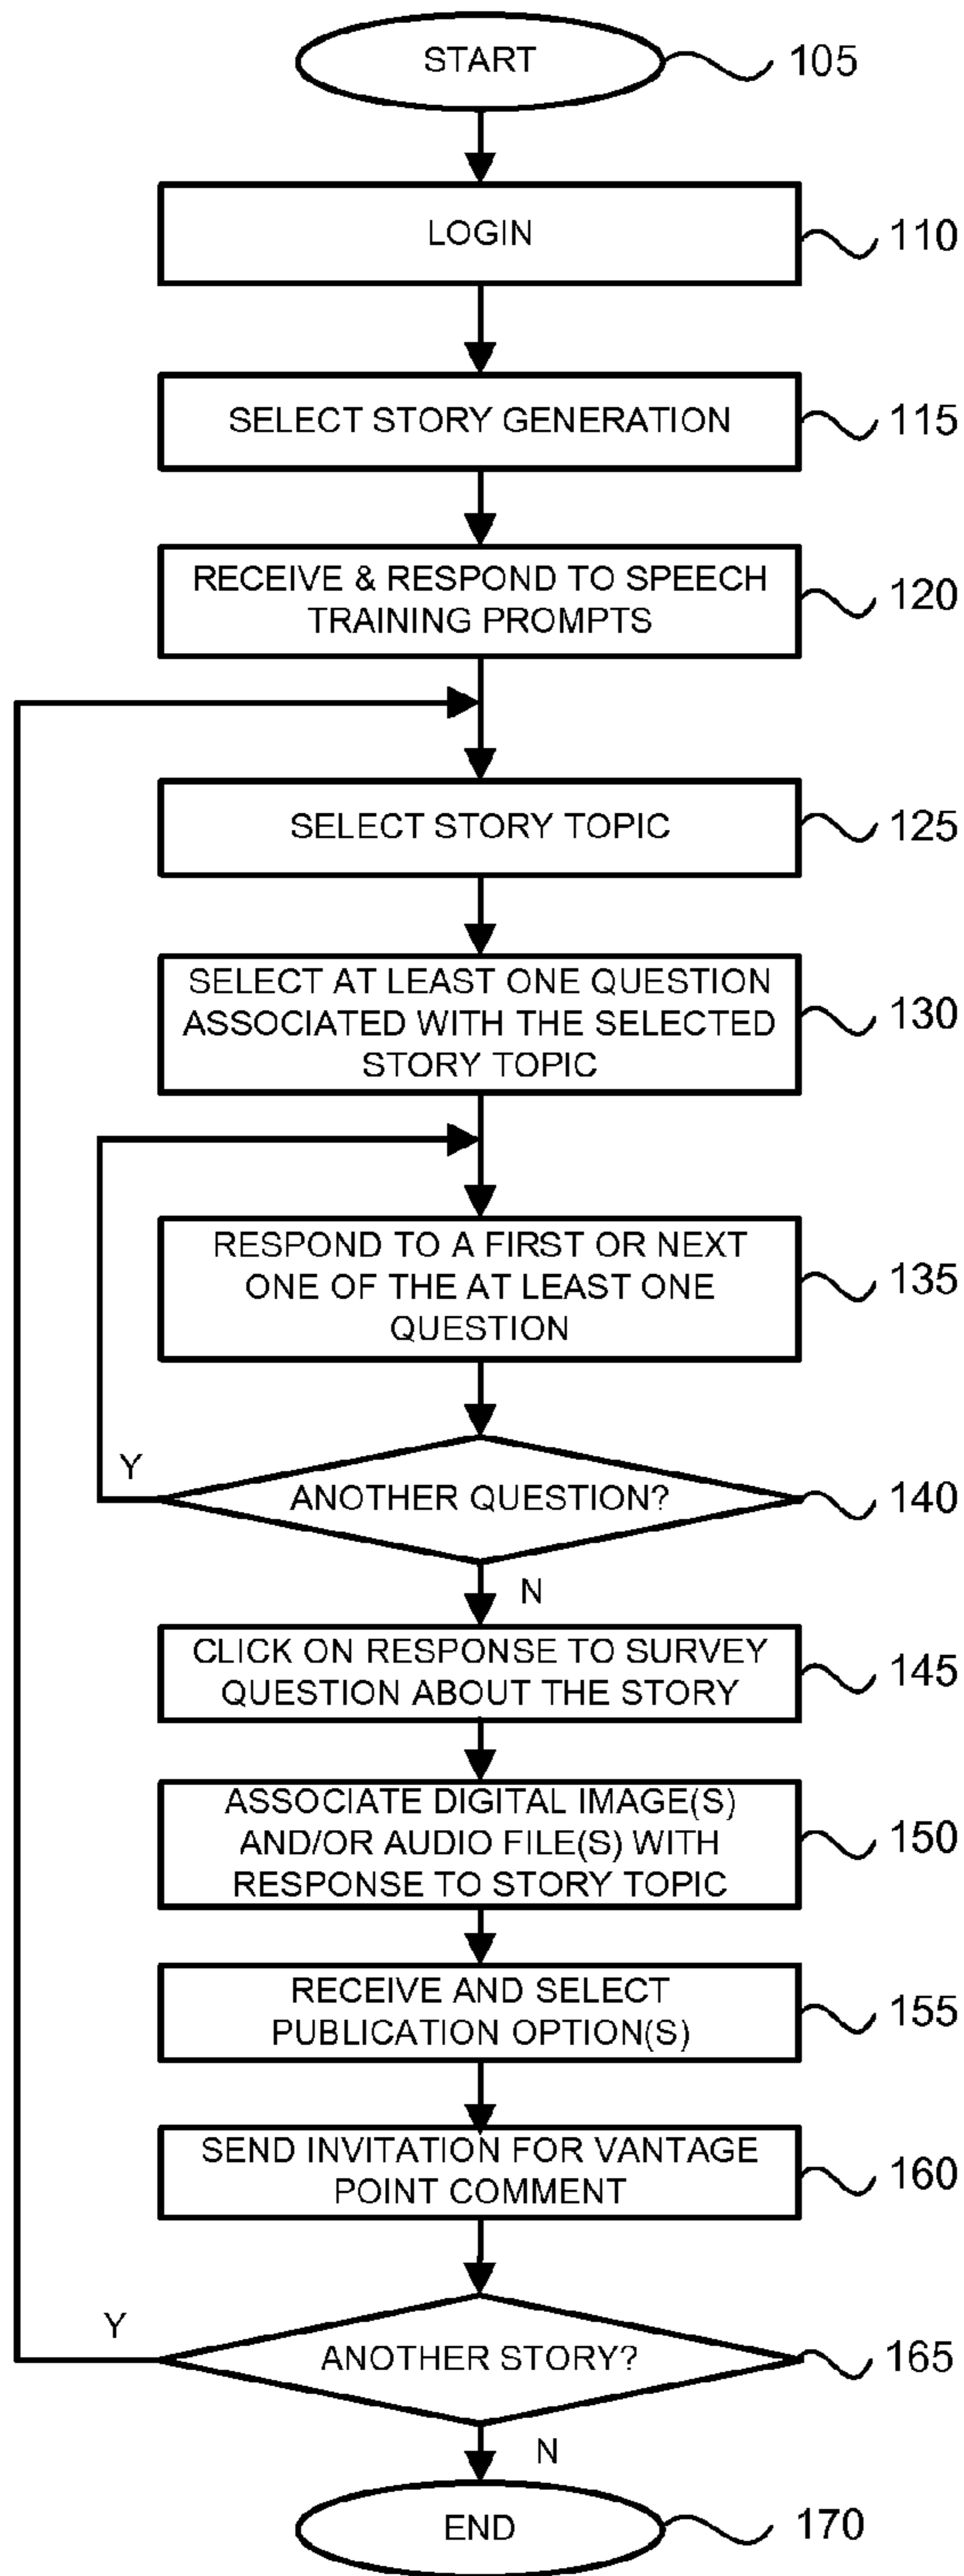 START
105
LOGIN
110
SELECT STORY GENERATION
115
RECEIVE & RESPOND TO SPEECH
TRAINING PROMPTS
120
SELECT STORY TOPIC
125
SELECT AT LEAST ONE QUESTION
ASSOCIATED WITH THE SELECTED
STORY TOPIC
130
RESPOND TO A FIRST OR NEXT
ONE OF THE AT LEAST ONE
QUESTION
135
Y
ANOTHER QUESTION?
140
N
CLICK ON RESPONSE TO SURVEY
QUESTION ABOUT THE STORY
145
ASSOCIATE DIGITAL IMAGE(S)
AND/OR AUDIO FILE(S) WITH
RESPONSE TO STORY TOPIC
150
RECEIVE AND SELECT
PUBLICATION OPTION(S)
155
SEND INVITATION FOR VANTAGE
POINT COMMENT
160
Y
ANOTHER STORY?
165
N
END
170